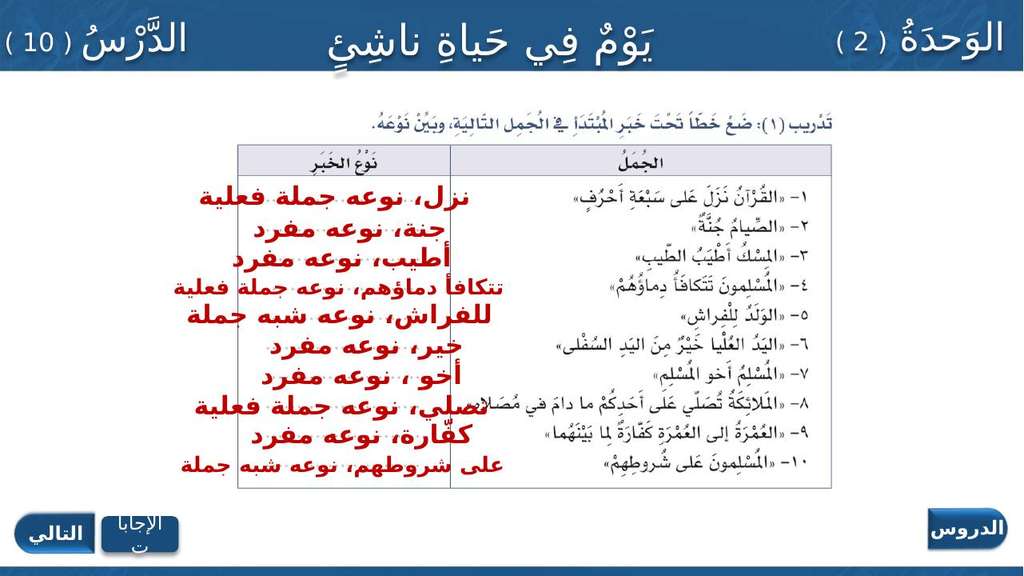 الوَحدَةُ ( 2 )
يَوْمٌ فِي حَياةِ ناشِئٍ
الدَّرْسُ ( 10 )
تَدْريب (١): ضَعْ خَطّاً تَحْتَ خَبَرِ الْمُبْتَدَأِ فِي الْجُمَلِ التَّالِيَةِ، وبَيِّنْ نَوْعَهُ.
الجُمَلُ نَوْعُ الخَبَرِ
١- «القُرْآنُ نَزَلَ عَلى سَبْعَةِ أَحْرُفٍ» نزل، نوعه جملة فعلية
٢- «الصِّيامُ جُنَّةٌ» جنة، نوعه مفرد
٣- «المِسْكُ أَطْيَبُ الطِّيبِ» أطيب، نوعه مفرد
٤- «المُسْلِمونَ تَتَكافَأُ دِماؤُهُمْ» تتكافأ دماؤهم، نوعه جملة فعلية
٥- «الوَلَدُ لِلْفِراشِ» للفراش، نوعه شبه جملة
٦- «اليَدُ العُلْيا خَيْرٌ مِنَ اليَدِ السُفْلى» خير، نوعه مفرد
٧- «المُسْلِمُ أَخو المُسْلِمِ» أخو ، نوعه مفرد
٨- «المَلائِكَةُ تُصَلّي عَلَى أَحَدِكُمْ ما دامَ في مُصَلاه» تصلي، نوعه جملة فعلية
٩- «العُمْرَةُ إلى العُمْرَةِ كَفّارَةٌ لِما بَيْنَهُما» كفّارة، نوعه مفرد
١٠- «المُسْلِمونَ عَلى شُروطِهِمْ» على شروطهم، نوعه شبه جملة
الدروس
الإجابات
التالي